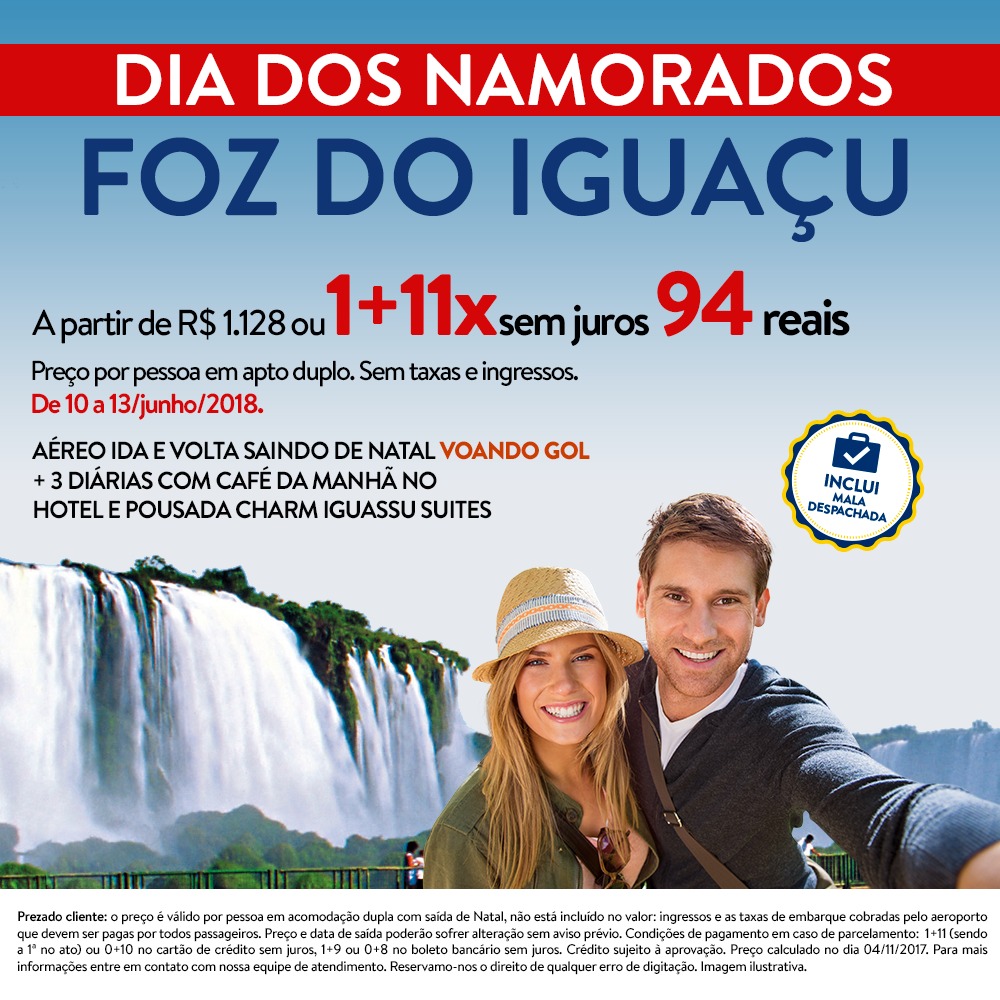 DIA DOS NAMORADOS
FOZ DO IGUAÇU
A partir de R$ 1.128 ou 1+11x sem juros 94 reais
Preço por pessoa em apto duplo. Sem taxas e ingressos.
De 10 a 13/junho/2018.
AÉREO IDA E VOLTA SAINDO DE NATAL VOANDO GOL
+ 3 DIÁRIAS COM CAFÉ DA MANHÃ NO
HOTEL E POUSADA CHARM IGUASSU SUITES
INCLUI
MALA
DESPACHADA
Prezado cliente: o preço é válido por pessoa em acomodação dupla com saída de Natal, não está incluído no valor: ingressos e as taxas de embarque cobradas pelo aeroporto
que devem ser pagas por todos passageiros. Preço e data de saída poderão sofrer alteração sem aviso prévio. Condições de pagamento em caso de parcelamento: 1+11 (sendo
a 1ª no ato) ou 0+10 no cartão de crédito sem juros, 1+9 ou 0+8 no boleto bancário sem juros. Crédito sujeito à aprovação. Preço calculado no dia 04/11/2017. Para mais
informações entre em contato com nossa equipe de atendimento. Reservamo-nos o direito de qualquer erro de digitação. Imagem ilustrativa.